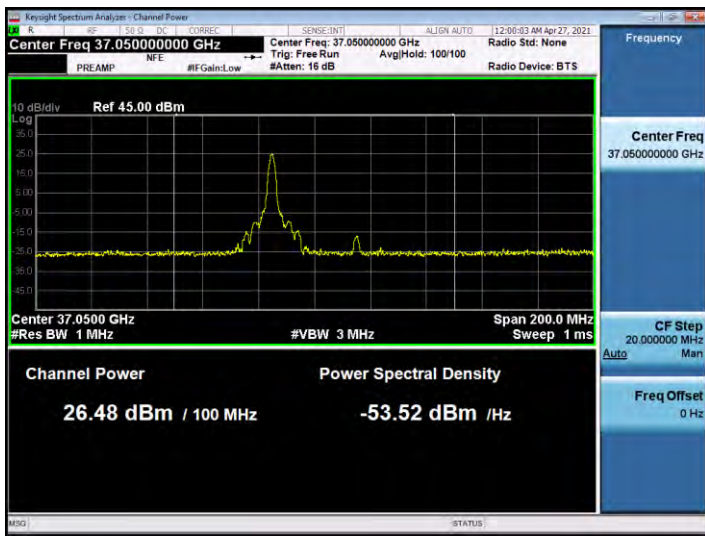 Keysight Spectrum Analyzer - Channel Power
R RF 50 Ω DC CORREC SENSE:INT ALIGN AUTO 12:00:03 AM Apr 27, 2021
Center Freq 37.050000000 GHz
Center Freq: 37.050000000 GHz
Radio Std: None
NFE
Trig: Free Run
Avg|Hold: 100/100
PREAMP
#IFGain:Low
#Atten: 16 dB
Radio Device: BTS
10 dB/div
Ref 45.00 dBm
Log
35.0
25.0
15.0
5.00
-5.00
-15.0
-25.0
-35.0
-45.0
Center 37.0500 GHz
Span 200.0 MHz
#Res BW 1 MHz
#VBW 3 MHz
Sweep 1 ms
Channel Power
Power Spectral Density
26.48 dBm / 100 MHz
-53.52 dBm /Hz
MSG
STATUS
Frequency
Center Freq
37.050000000 GHz
CF Step
20.000000 MHz
Auto Man
Freq Offset
0 Hz